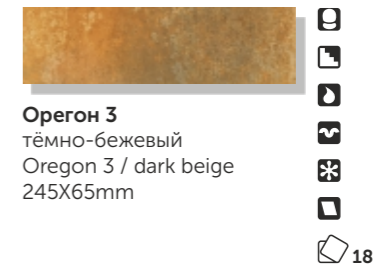 Орегон 3
тёмно-бежевый
Oregon 3 / dark beige
245X65mm
18